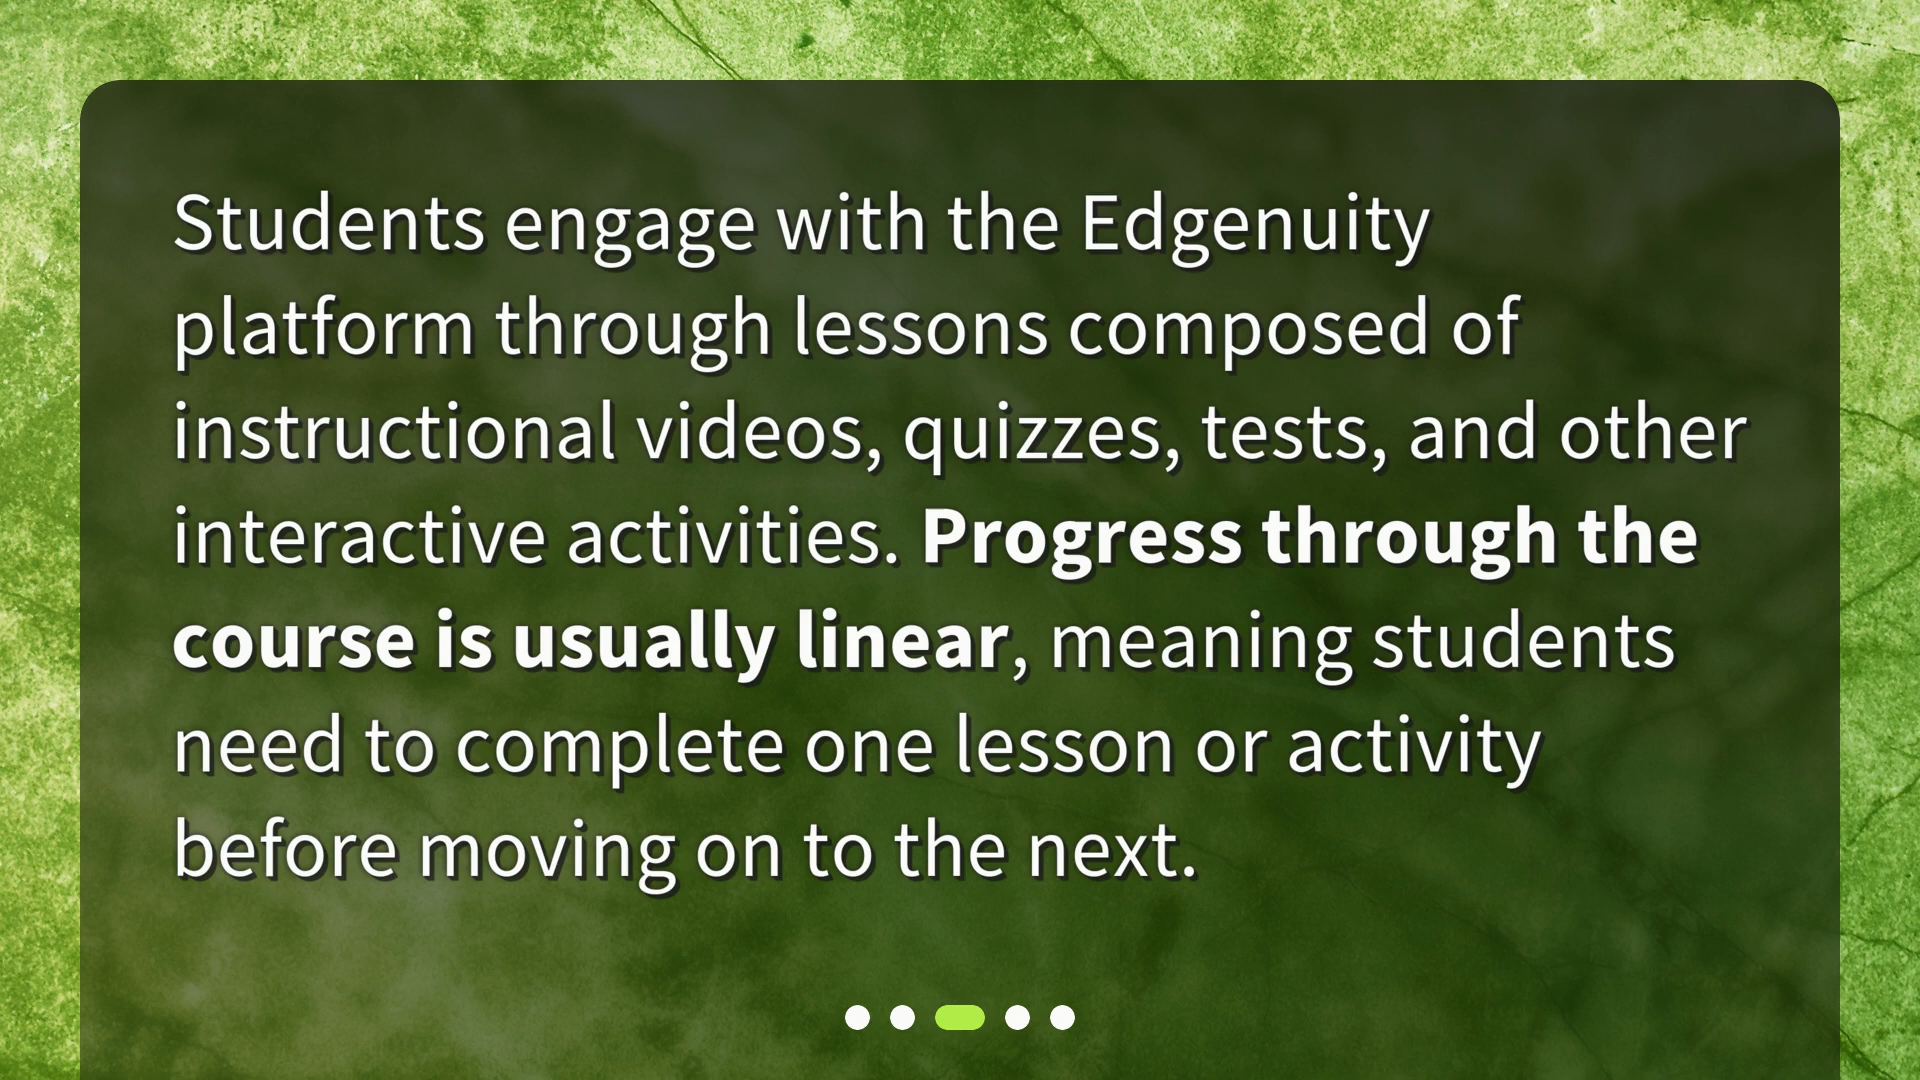 Students engage with the Edgenuity
platform through lessons composed of
instructional videos, quizzes, tests, and other
interactive activities. Progress through the
course is usually linear, meaning students
need to complete one lesson or activity
before moving on to the next.